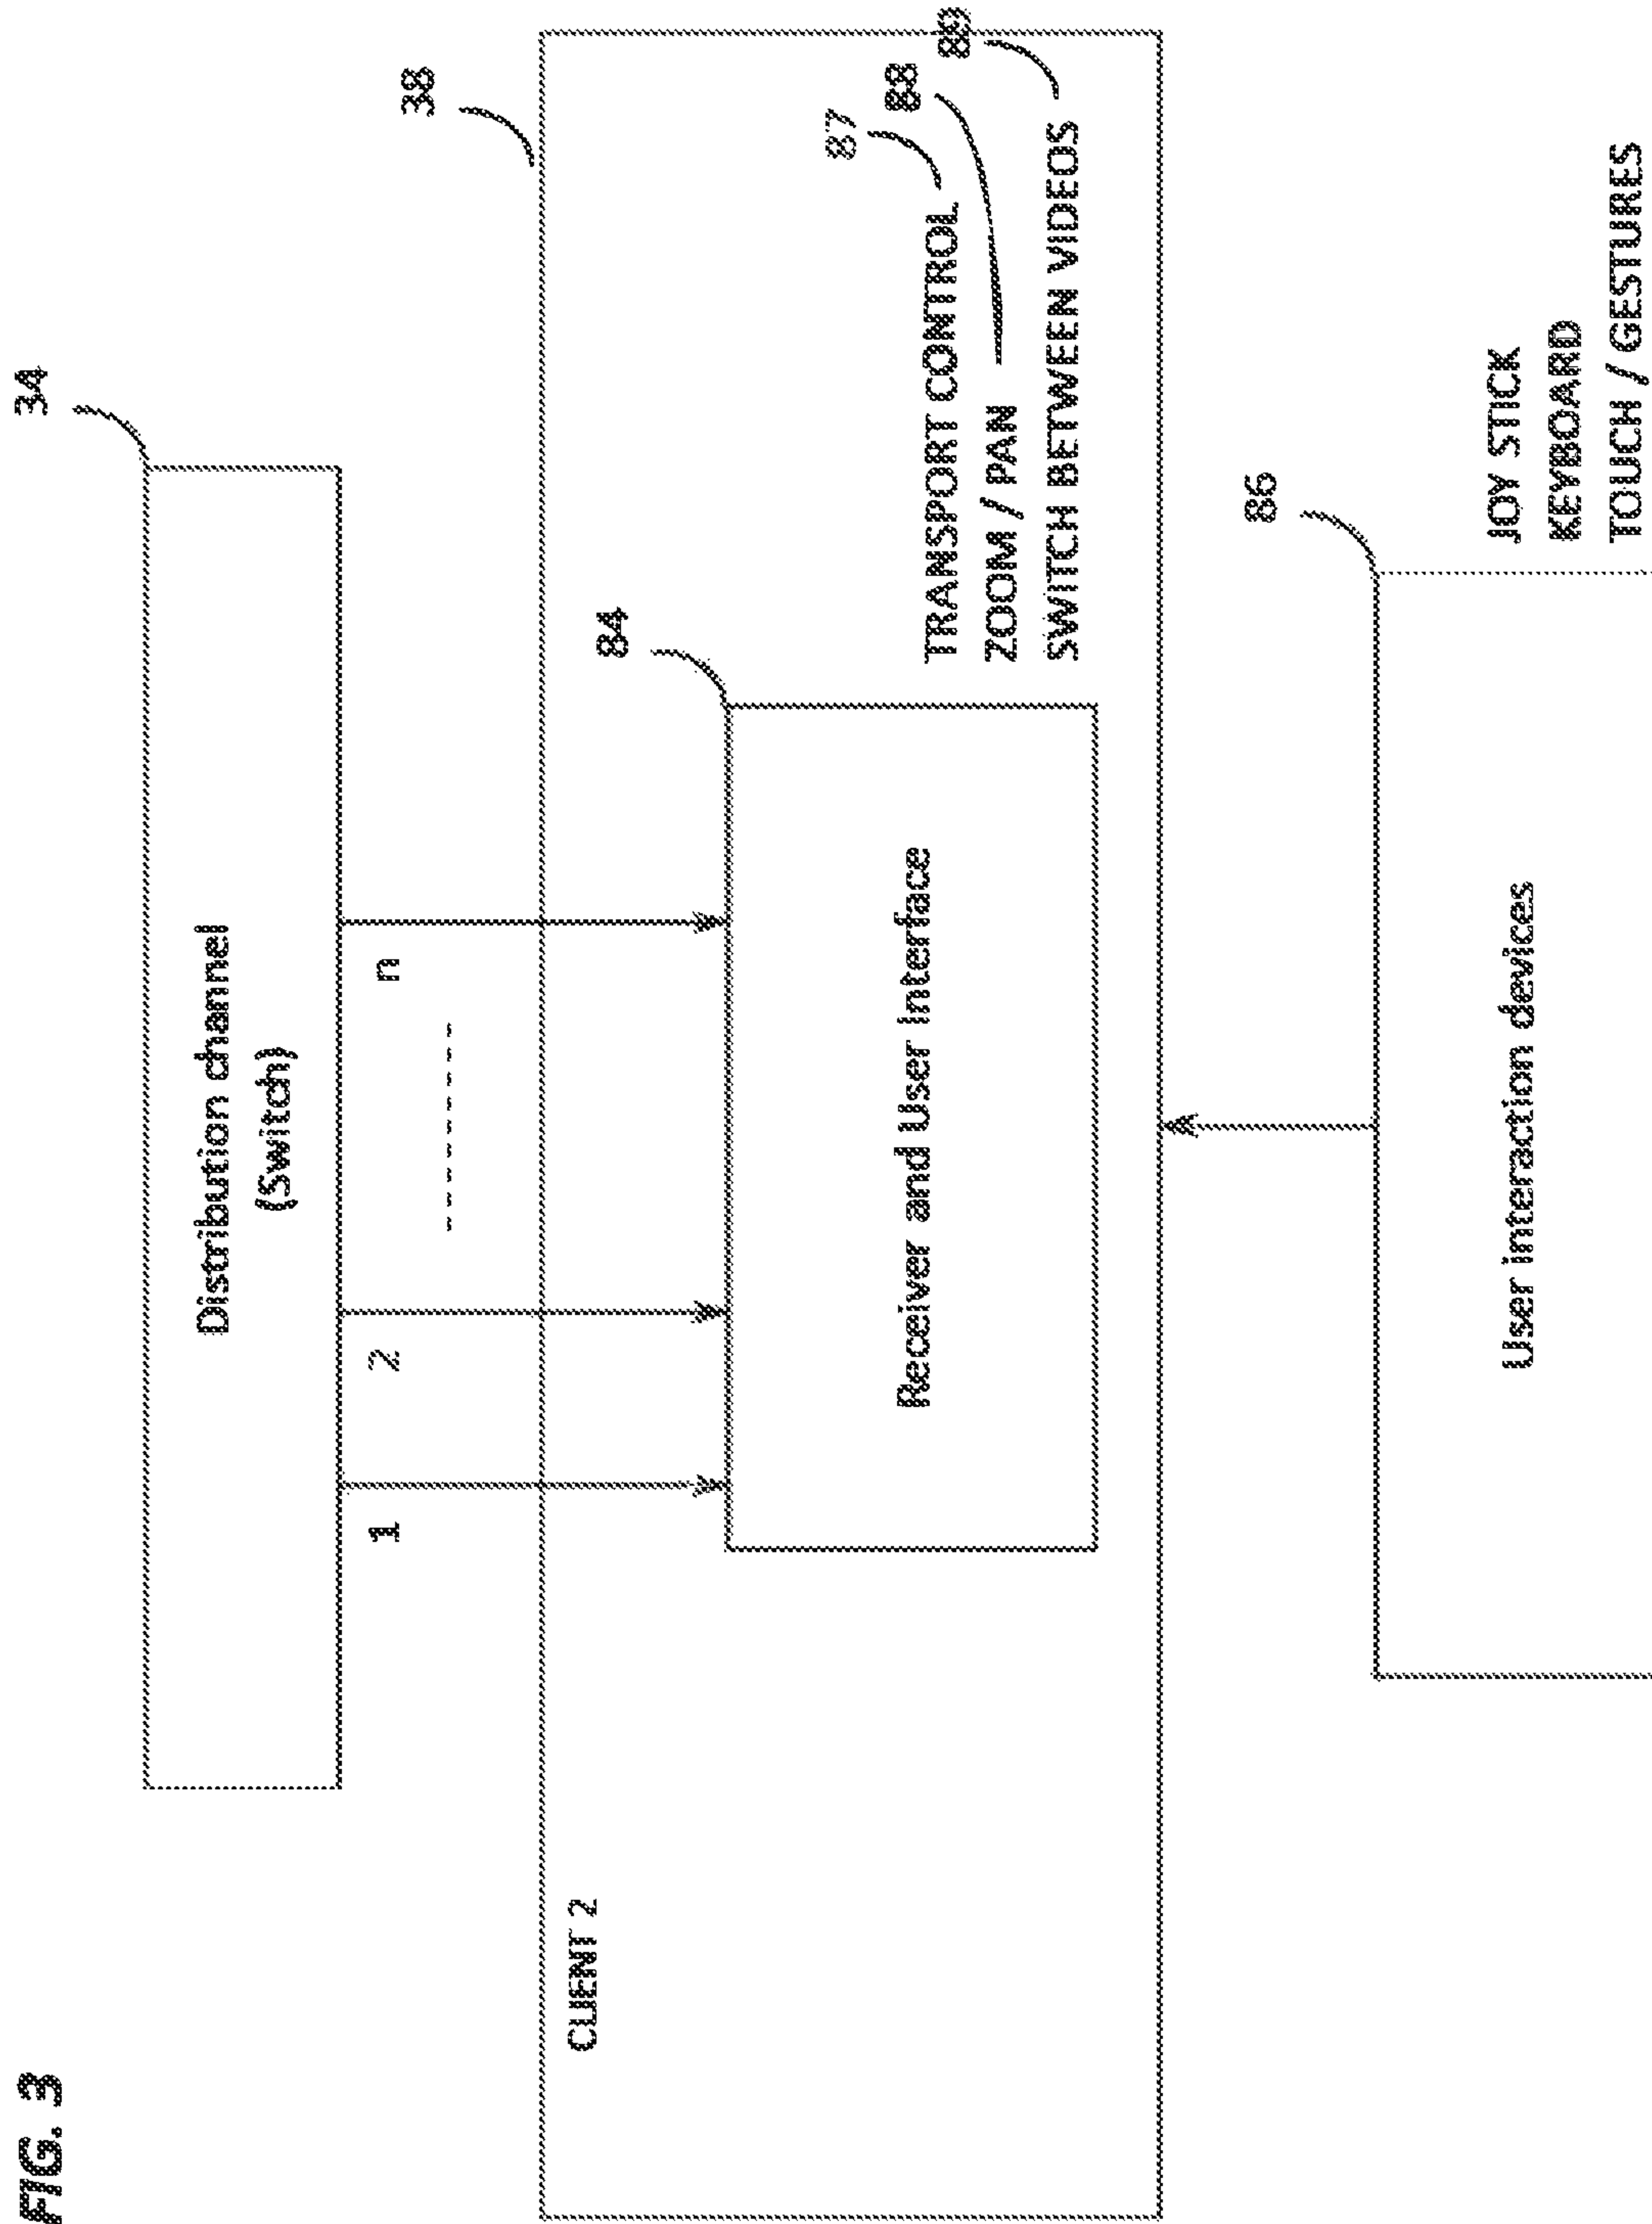 FIG. 3
34
Distribution channel
(Switch)
1
2
n
38
CLIENT 2
84
Receiver and User Interface
87
88
89
TRANSPORT CONTROL
ZOOM / PAN
SWITCH BETWEEN VIDEOS
86
User interaction devices
JOY STICK
KEYBOARD
TOUCH / GESTURES